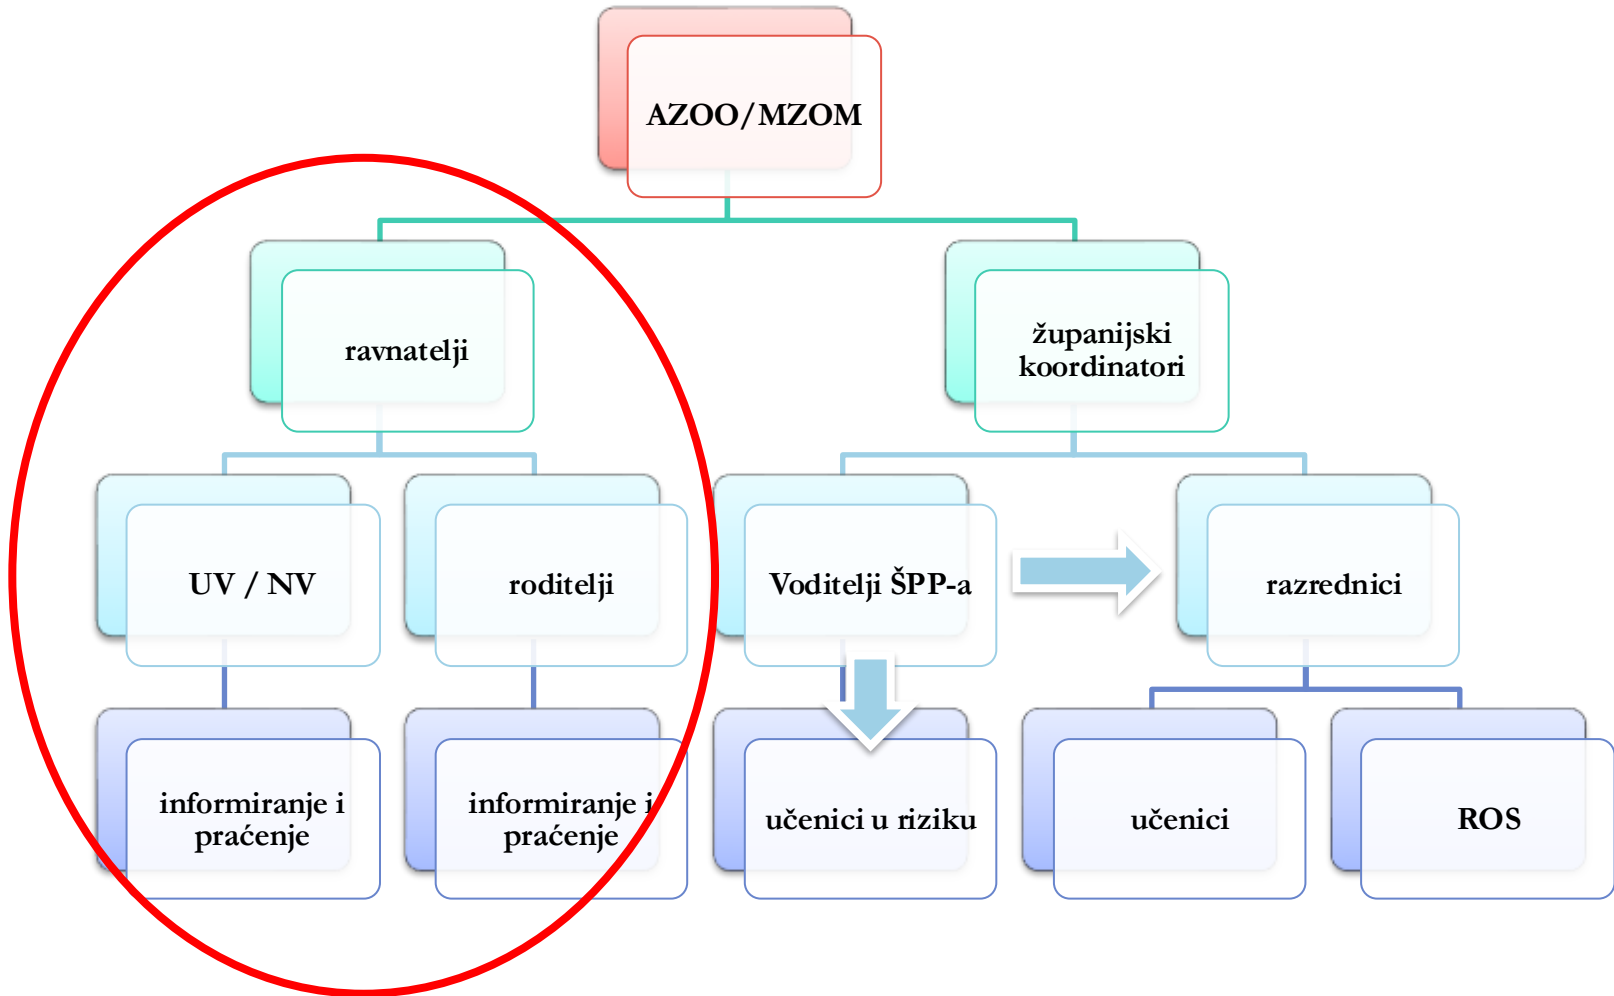 AZOO/MZOM
ravnatelji
županijski
koordinatori
UV / NV
roditelji
Voditelji ŠPP-a
razrednici
informiranje i
praćenje
informiranje i
praćenje
učenici u riziku
učenici
ROS